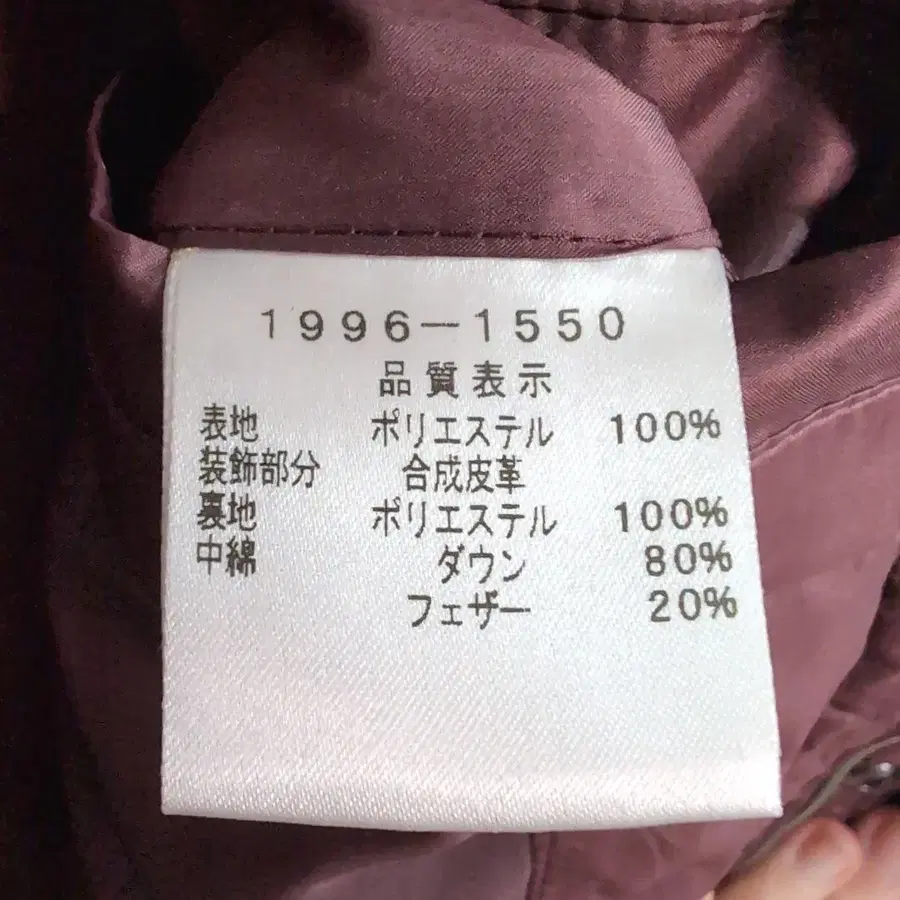 1996-1550
品質表示
表地 ポリエステル 100%
装飾部分 合成皮革
裏地 ポリエステル 100%
中綿 ダウン 80%
フェザー 20%